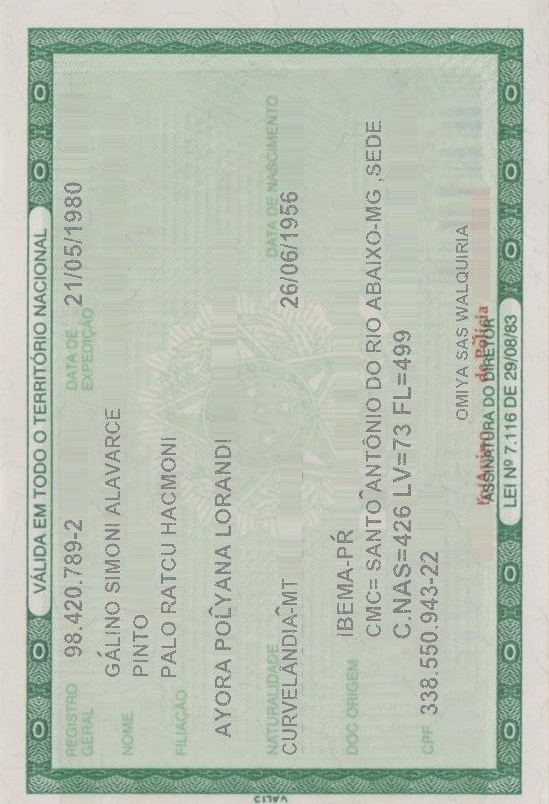 VÁLIDA EM TODO O TERRITÓRIO NACIONAL
REGISTRO GERAL 98.420.789-2 DATA DE EXPEDIÇÃO 21/05/1980
NOME GÁLINO SIMONI ALAVARCE
PINTO
FILIAÇÃO PALO RATCU HACMONI
AYORA POLYANA LORANDI
NATURALIDADE DATA DE NASCIMENTO
CURVELÂNDIA-MT 26/06/1956
DOC ORIGEM IBEMA-PR
CMC= SANTO ANTÔNIO DO RIO ABAIXO-MG ,SEDE
C.NAS=426 LV=73 FL=499
CPF 338.550.943-22
OMIYA SAS WALQUIRIA
de Polícia
ASSINATURA DO DIRETOR
LEI Nº 7.116 DE 29/08/83